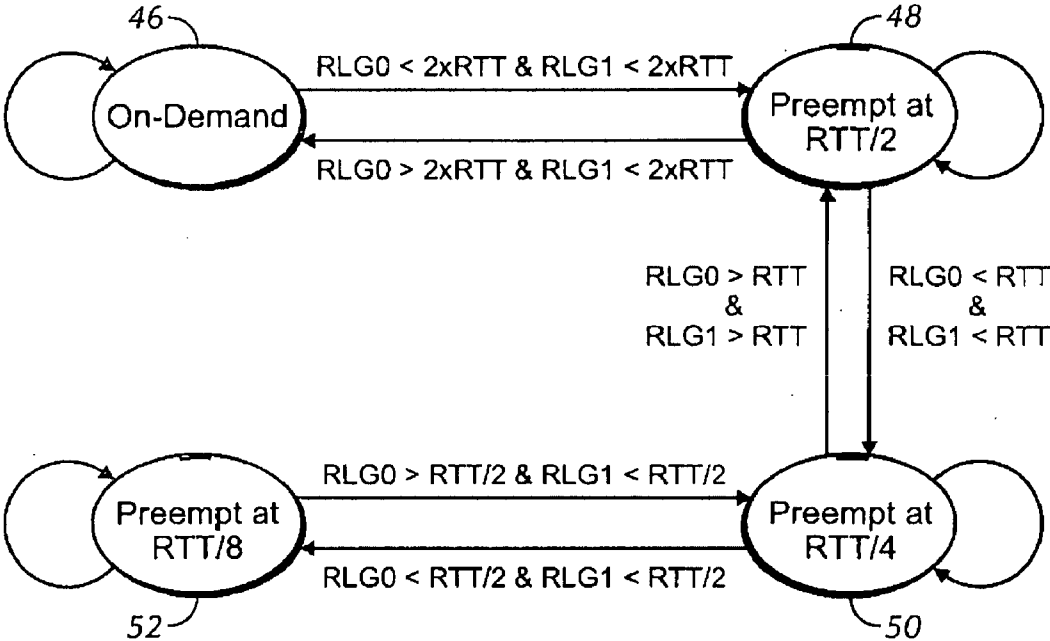 46
48
On-Demand
RLG0 < 2xRTT & RLG1 < 2xRTT
Preempt at
RTT/2
RLG0 > 2xRTT & RLG1 < 2xRTT
RLG0 > RTT
&
RLG1 > RTT
RLG0 < RTT
&
RLG1 < RTT
Preempt at
RTT/8
RLG0 > RTT/2 & RLG1 < RTT/2
Preempt at
RTT/4
RLG0 < RTT/2 & RLG1 < RTT/2
52
50